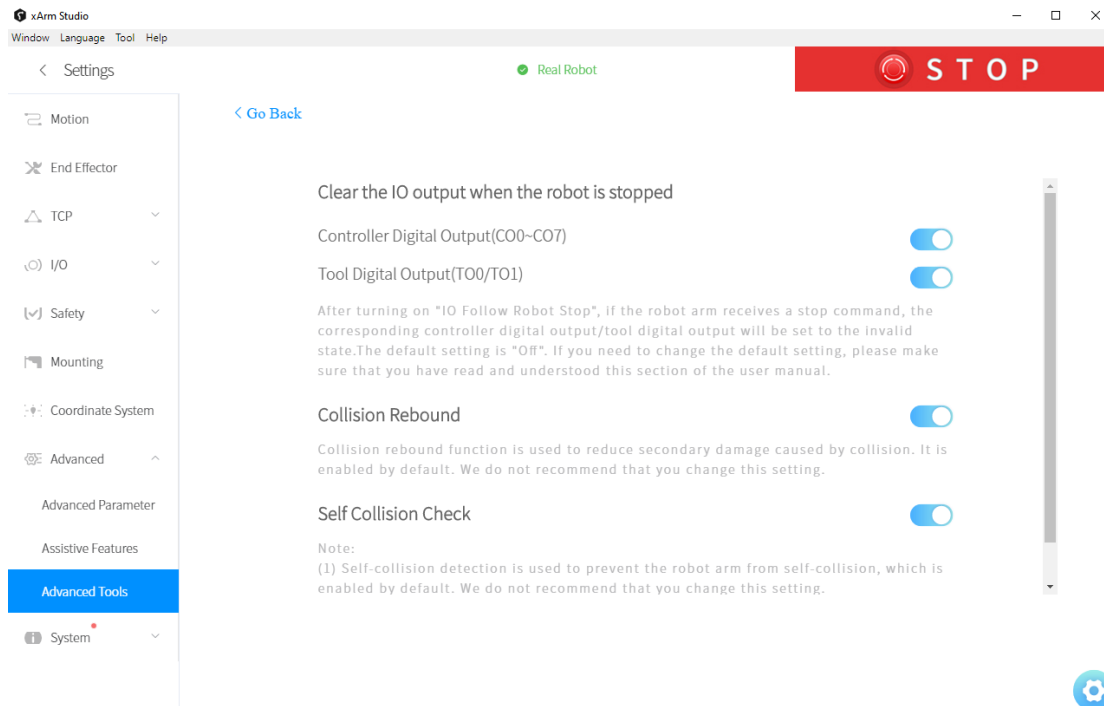 xArm Studio
Window Language Tool Help
Settings
Real Robot
STOP
Motion
End Effector
TCP
I/O
Safety
Mounting
Coordinate System
Advanced
Advanced Parameter
Assistive Features
Advanced Tools
System
< Go Back
Clear the IO output when the robot is stopped
Controller Digital Output(CO0~CO7)
Tool Digital Output(TO0/TO1)
After turning on "IO Follow Robot Stop", if the robot arm receives a stop command, the
corresponding controller digital output/tool digital output will be set to the invalid
state.The default setting is "Off". If you need to change the default setting, please make
sure that you have read and understood this section of the user manual.
Collision Rebound
Collision rebound function is used to reduce secondary damage caused by collision. It is
enabled by default. We do not recommend that you change this setting.
Self Collision Check
Note:
(1) Self-collision detection is used to prevent the robot arm from self-collision, which is
enabled by default. We do not recommend that you change this setting.